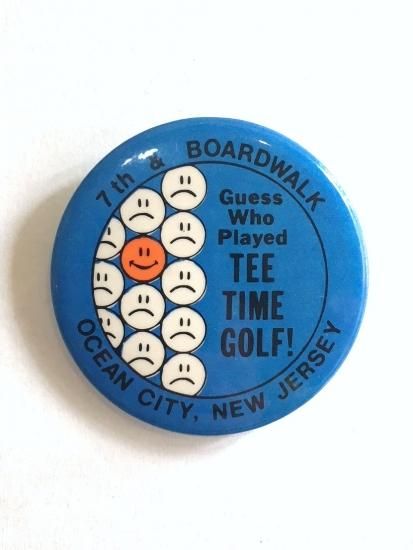 7th & BOARDWALK
Guess
Who
Played
TEE
TIME
GOLF!
OCEAN CITY, NEW JERSEY